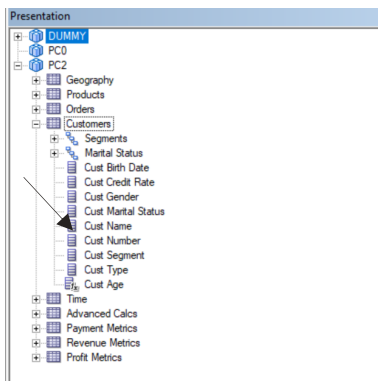 Presentation
DUMMY
PC0
PC2
Geography
Products
Orders
Customers
Segments
Marital Status
Cust Birth Date
Cust Credit Rate
Cust Gender
Cust Marital Status
Cust Name
Cust Number
Cust Segment
Cust Type
Cust Age
Time
Advanced Calcs
Payment Metrics
Revenue Metrics
Profit Metrics